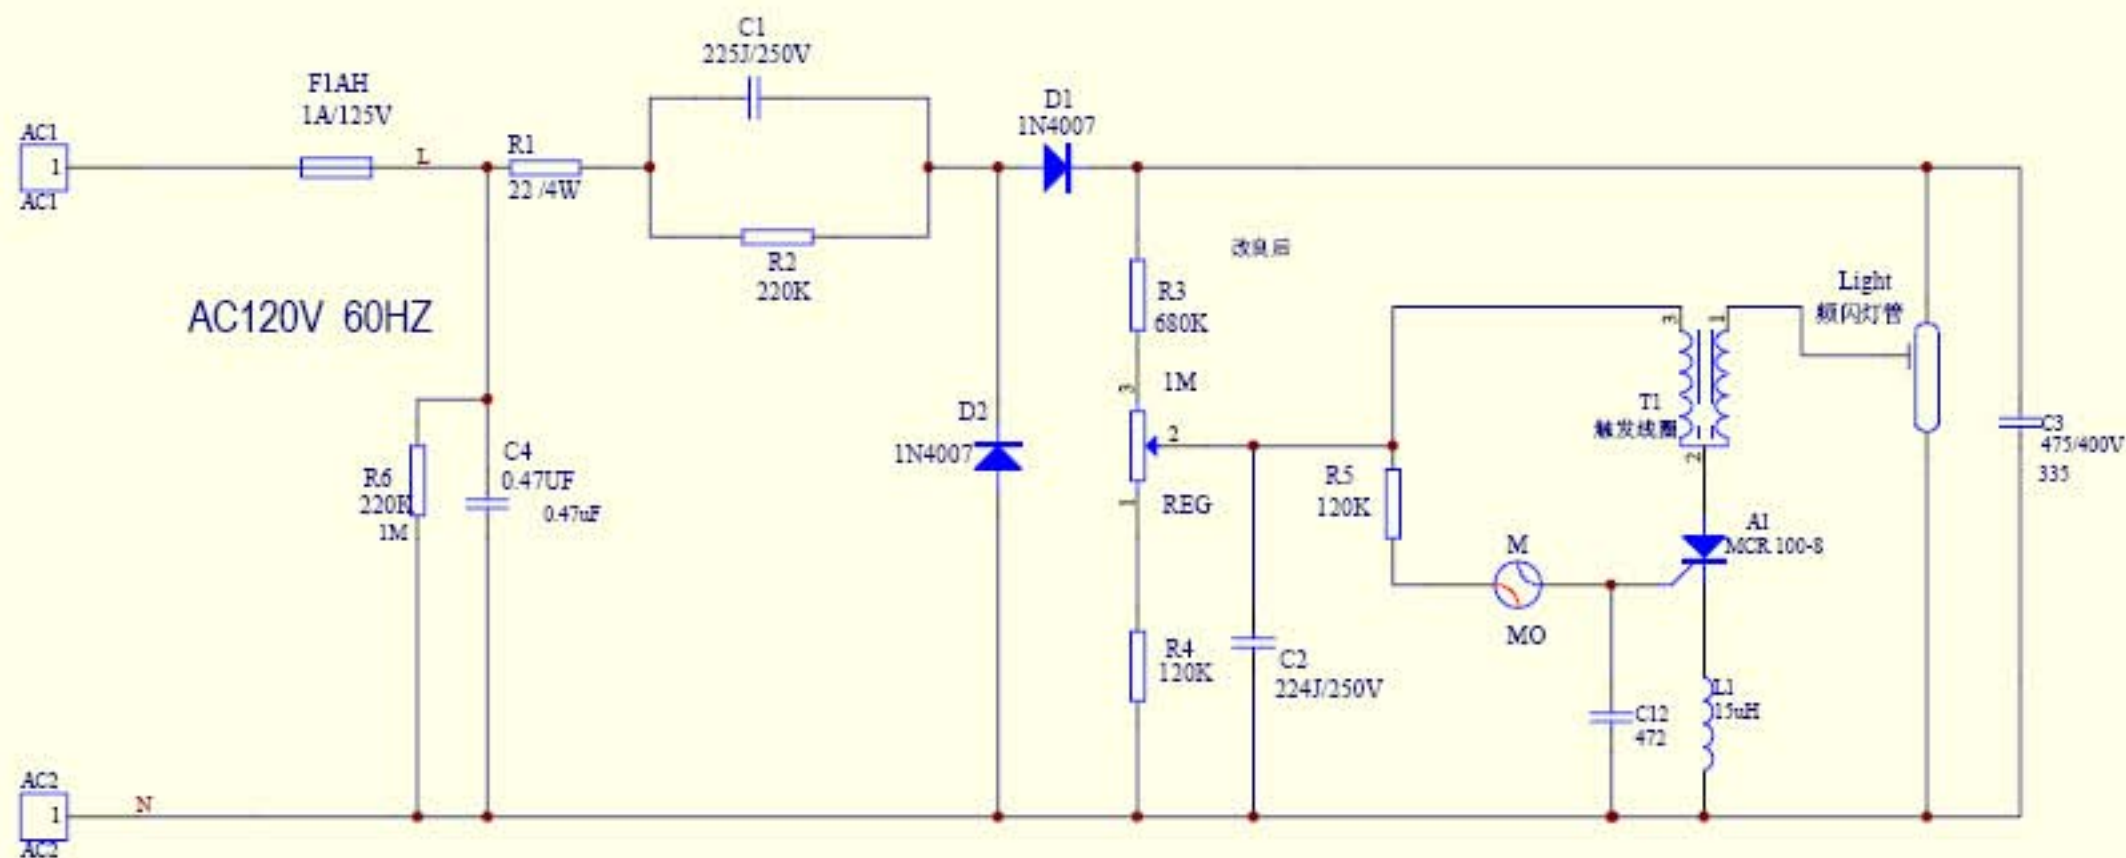 C1
225J/250V
F1AH
1A/125V
D1
1N4007
AC1
1
AC1
L
R1
22 /4W
R2
220K
改良后
AC120V 60HZ
R3
680K
Light
频闪灯管
3
1
3
1M
T1
触发线圈
D2
1N4007
2
C3
475/400V
335
C4
0.47UF
0.47uF
R6
220K
1M
R5
120K
2
1
REG
A1
MCR 100-8
M
MO
R4
120K
C2
224J/250V
L1
15uH
C12
472
AC2
1
AC2
N